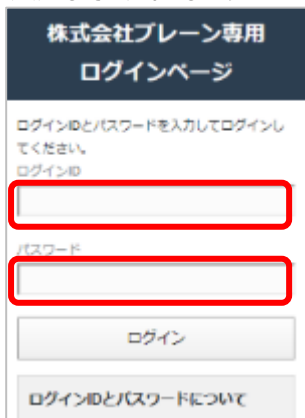 株式会社ブレーン専用
ログインページ
ログインIDとパスワードを入力してログインし
てください。
ログインID
パスワード
ログイン
ログインIDとパスワードについて